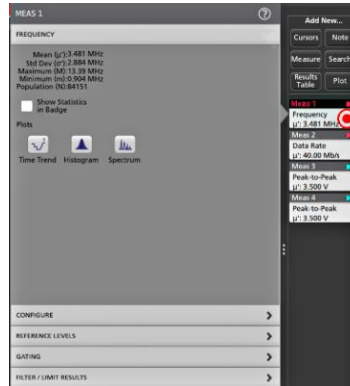 MEAS 1
?
FREQUENCY
Mean (µ'):3.481 MHz
Std Dev (σ'):2.884 MHz
Maximum (M):13.39 MHz
Minimum (m):0.904 MHz
Population (N):84151
Show Statistics
in Badge
Plots
Time Trend Histogram Spectrum
CONFIGURE
REFERENCE LEVELS
GATING
FILTER / LIMIT RESULTS
Add New...
Cursors Note
Measure Search
Results
Table
Plot
Meas 1
Frequency
µ': 3.481 MHz
Meas 2
Data Rate
µ': 40.00 Mb/s
Meas 3
Peak-to-Peak
µ': 3.500 V
Meas 4
Peak-to-Peak
µ': 3.500 V